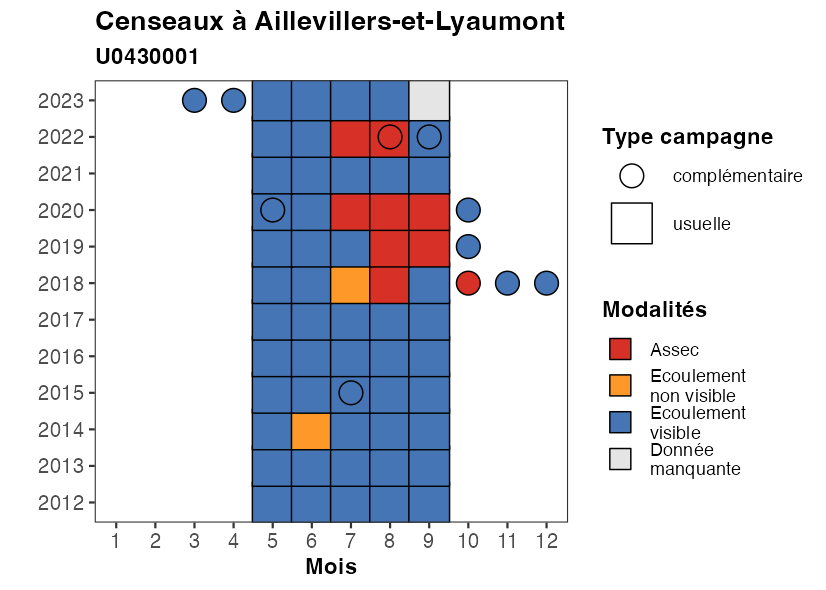 Censeaux à Aillevillers-et-Lyaumont
U0430001
2023
2022
2021
2020
2019
2018
2017
2016
2015
2014
2013
2012
1 2 3 4 5 6 7 8 9 10 11 12
Mois
Type campagne
complémentaire
usuelle
Modalités
Assec
Ecoulement
non visible
Ecoulement
visible
Donnée
manquante